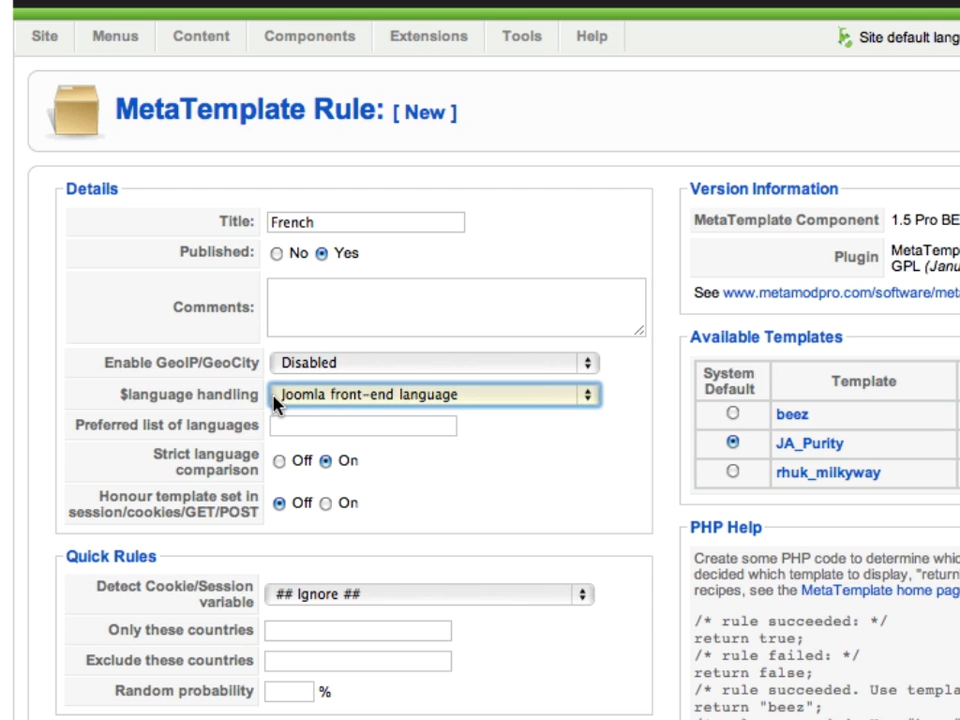 Site Menus Content Components Extensions Tools Help Site default lang
MetaTemplate Rule: [ New ]
Details
Title: French
Published: No Yes
Comments:
Enable GeoIP/GeoCity Disabled
$language handling Joomla front-end language
Preferred list of languages
Strict language
comparison Off On
Honour template set in
session/cookies/GET/POST Off On
Quick Rules
Detect Cookie/Session
variable ## Ignore ##
Only these countries
Exclude these countries
Random probability %
Version Information
MetaTemplate Component 1.5 Pro BE
Plugin MetaTemp
GPL (Janu
See www.metamodpro.com/software/meta
Available Templates
System
Default Template
beez
JA_Purity
rhuk_milkyway
PHP Help
Create some PHP code to determine whic
decided which template to display, "return
recipes, see the MetaTemplate home pag
/* rule succeeded: */
return true;
/* rule failed: */
return false;
/* rule succeeded. Use templa
return "beez";